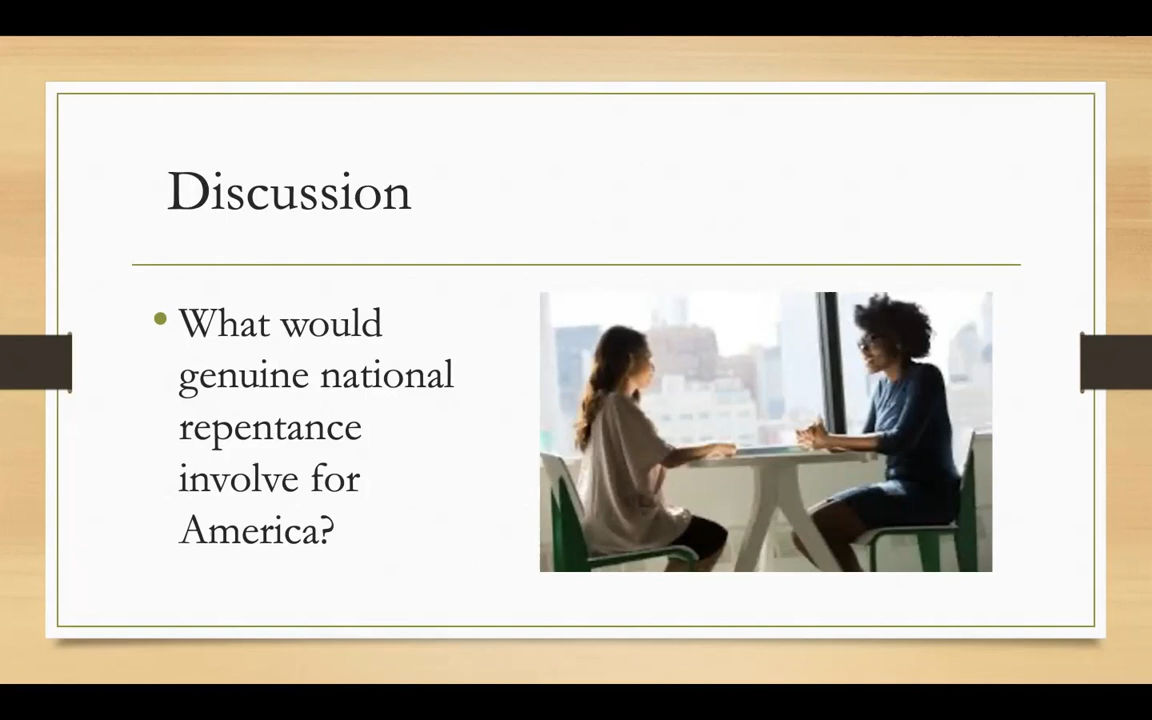 Discussion
• What would
genuine national
repentance
involve for
America?